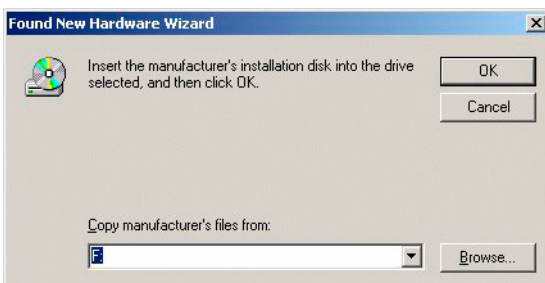 Found New Hardware Wizard
Insert the manufacturer's installation disk into the drive
selected, and then click OK.
OK
Cancel
Copy manufacturer's files from:
F:
Browse...